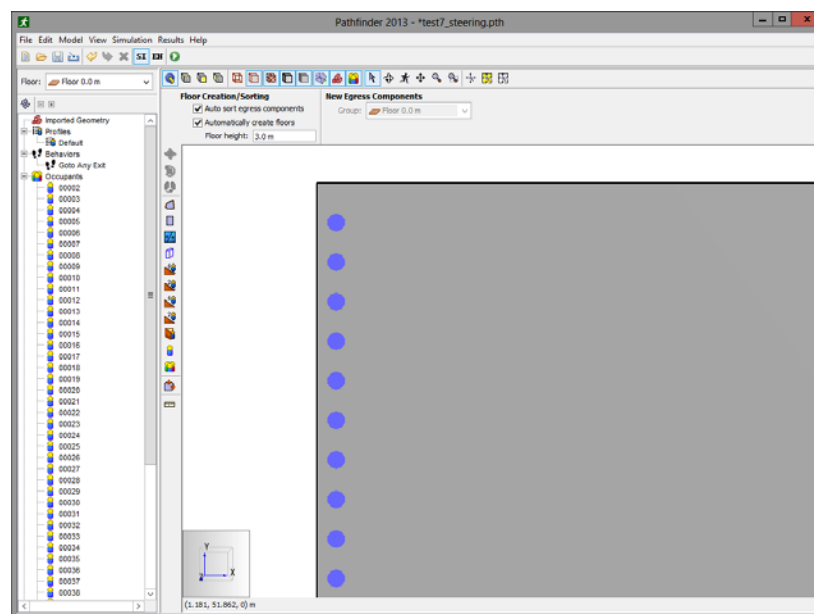 Pathfinder 2013 - *test7_steering.pth
File Edit Model View Simulation Results Help
SI EN
Floor: Floor 0.0 m
Floor Creation/Sorting
Auto sort egress components
Automatically create floors
Floor height: 3.0 m
New Egress Components
Group: Floor 0.0 m
Imported Geometry
Profiles
Default
Behaviors
Goto Any Exit
Occupants
00002
00003
00004
00005
00006
00007
00008
00009
00010
00011
00012
00013
00014
00015
00016
00017
00018
00019
00020
00021
00022
00023
00024
00025
00026
00027
00028
00029
00030
00031
00032
00033
00034
00035
00036
00037
00038
Y
Z
X
(1.181, 51.862, 0) m